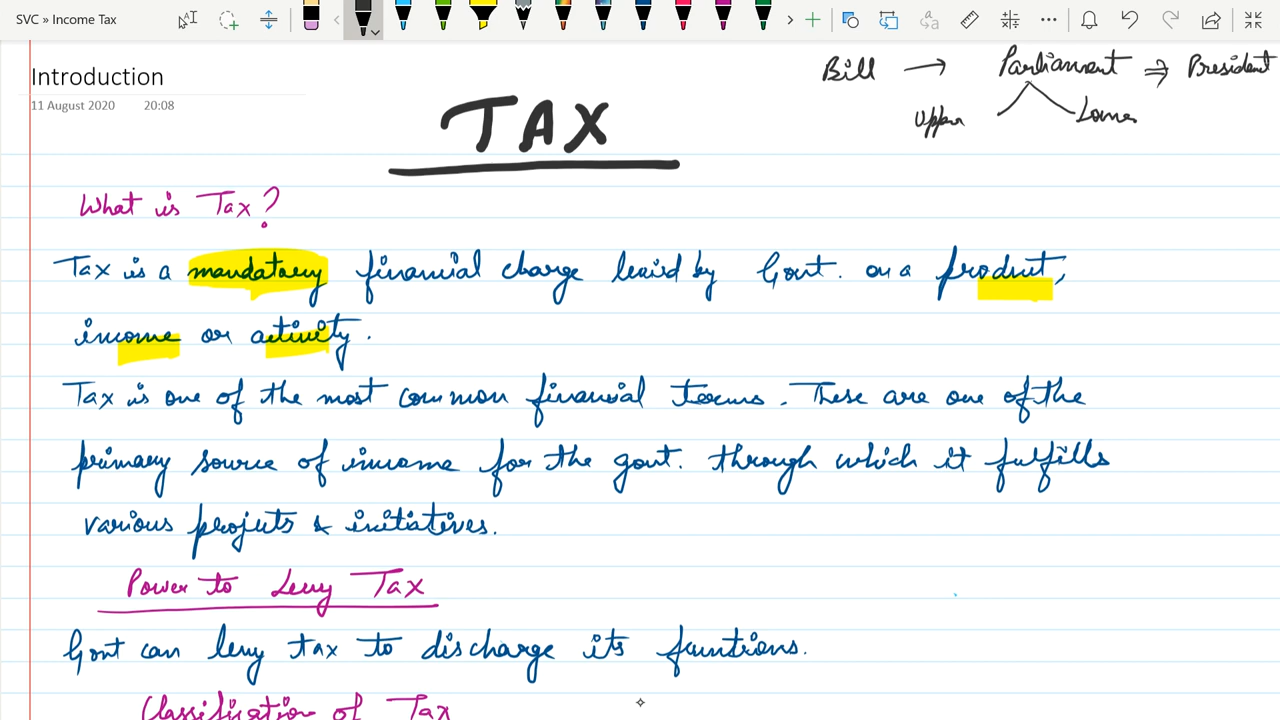 SVC » Income Tax
Introduction
11 August 2020 20:08
Bill → Parliament ⇒ President
Upper Lower
TAX
What is Tax?
Tax is a mandatory financial charge levied by Govt. on a product,
income or activity.
Tax is one of the most common financial terms. These are one of the
primary source of income for the govt. through which it fulfills
various projects & initiatives.
Power to Levy Tax
Govt can levy tax to discharge its functions.
Classification of Tax